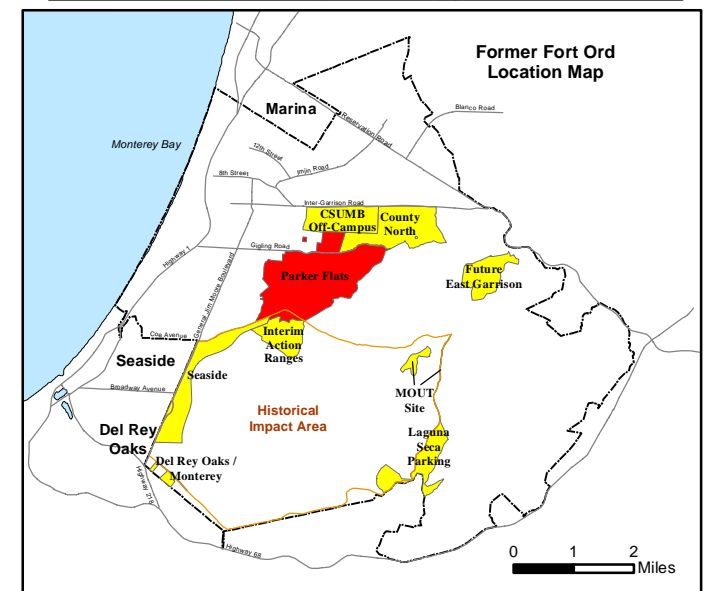 Former Fort Ord
Location Map
Marina
Blanco Road
Reservation Road
Monterey Bay
12th Street
Imjin Road
8th Street
Inter-Garrison Road
CSUMB
Off-Campus
County
North
Gigling Road
Highway 1
General Jim Moore Boulevard
Parker Flats
Future
East Garrison
Coe Avenue
Interim
Action
Ranges
Seaside
Seaside
Broadway Avenue
MOUT
Site
Historical
Impact Area
Del Rey
Oaks
Laguna
Seca
Parking
Del Rey Oaks /
Monterey
Highway 218
Highway 68
0 1 2
Miles